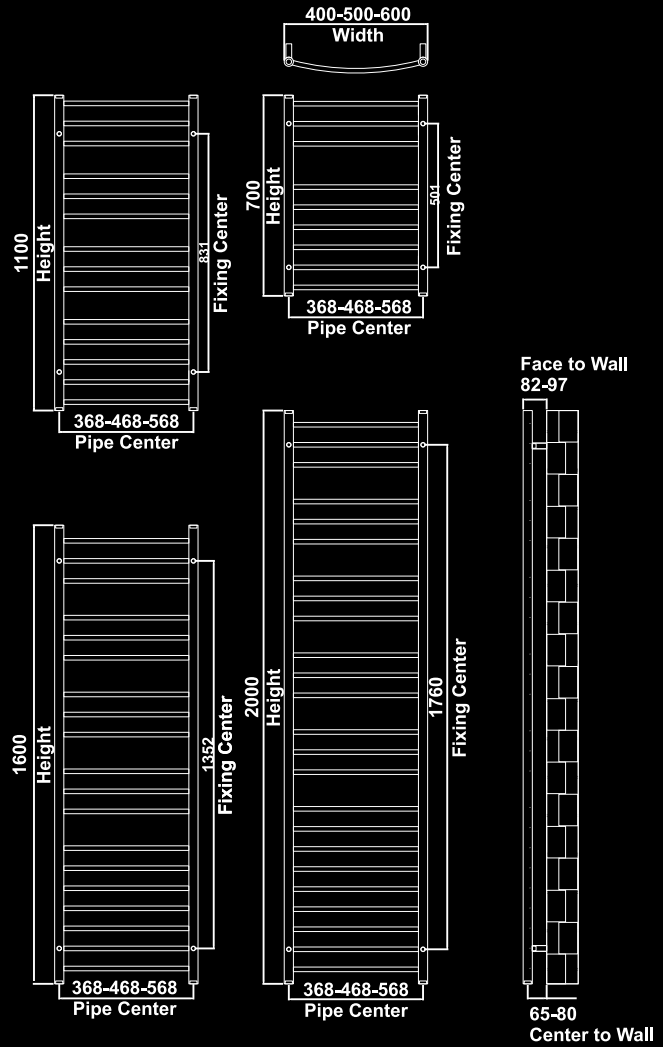 400-500-600
Width
1100
Height
831
Fixing Center
368-468-568
Pipe Center
700
Height
501
Fixing Center
368-468-568
Pipe Center
Face to Wall
82-97
1600
Height
1352
Fixing Center
368-468-568
Pipe Center
2000
Height
1760
Fixing Center
368-468-568
Pipe Center
65-80
Center to Wall